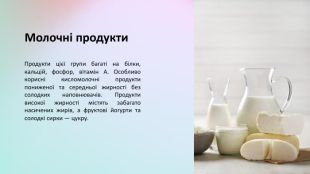 Молочні продукти
Продукти цієї групи багаті на білки,
кальцій, фосфор, вітамін А. Особливо
корисні кисломолочні продукти
пониженої та середньої жирності без
солодких наповнювачів. Продукти
високої жирності містять забагато
насичених жирів, а фруктові йогурти та
солодкі сирки — цукру.